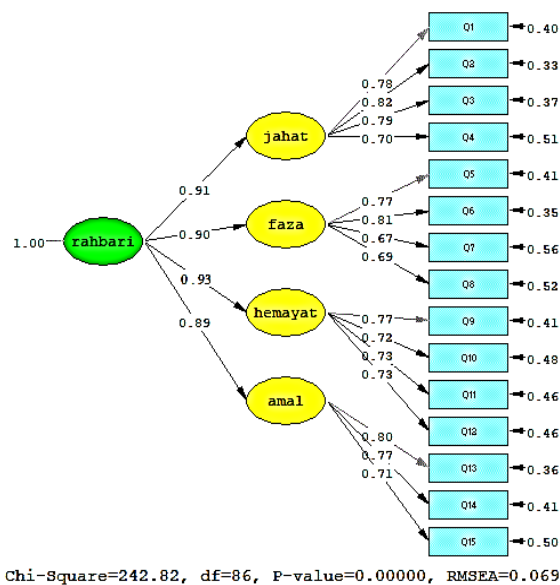 Q1
0.40
Q2
0.33
0.78
0.82
Q3
0.37
0.79
jahat
0.70
Q4
0.51
0.91
0.77
Q5
0.41
faza
0.81
Q6
0.35
0.90
0.67
1.00
rahbari
Q7
0.56
0.69
0.93
Q8
0.52
hemayat
0.77
Q9
0.41
0.89
0.72
0.73
Q10
0.48
0.73
Q11
0.46
amal
Q12
0.46
0.80
0.77
Q13
0.36
0.71
Q14
0.41
Q15
0.50
Chi-Square=242.82, df=86, P-value=0.00000, RMSEA=0.065